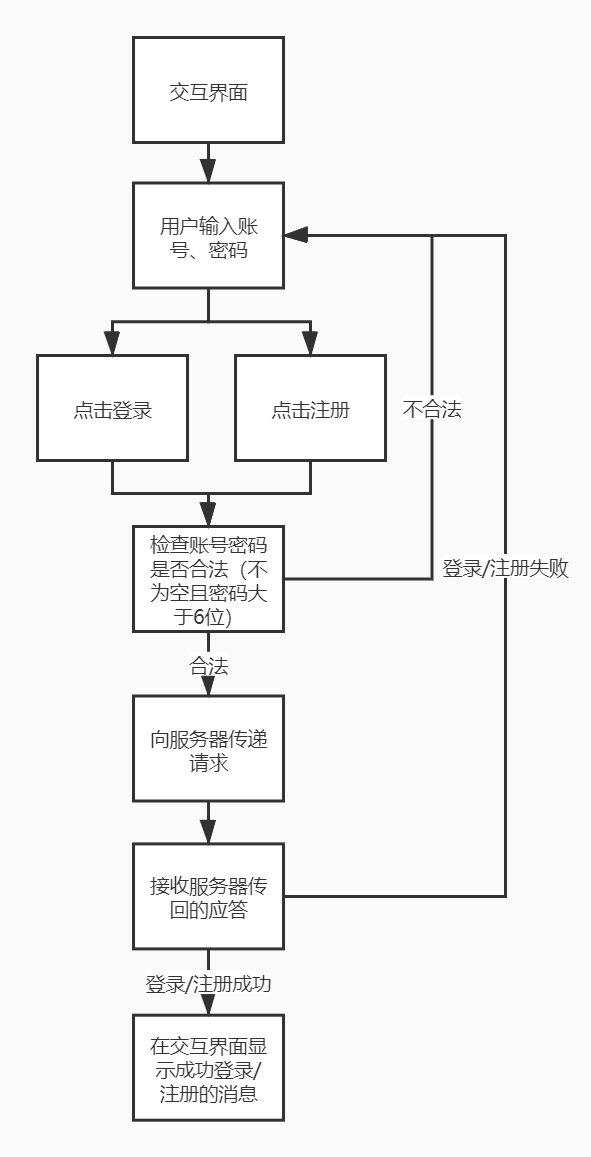 交互界面
用户输入账
号、密码
点击登录
点击注册
不合法
检查账号密码
是否合法（不
为空且密码大
于6位）
登录/注册失败
合法
向服务器传递
请求
接收服务器传
回的应答
登录/注册成功
在交互界面显
示成功登录/
注册的消息